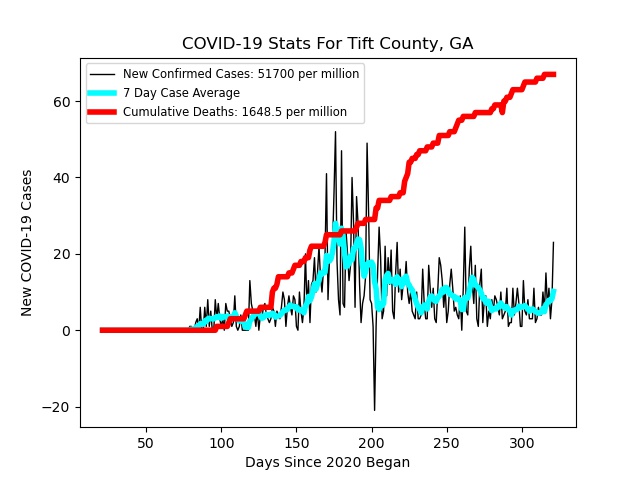 COVID-19 Stats For Tift County, GA
New Confirmed Cases: 51700 per million
7 Day Case Average
Cumulative Deaths: 1648.5 per million
New COVID-19 Cases
60
40
20
0
−20
50 100 150 200 250 300
Days Since 2020 Began